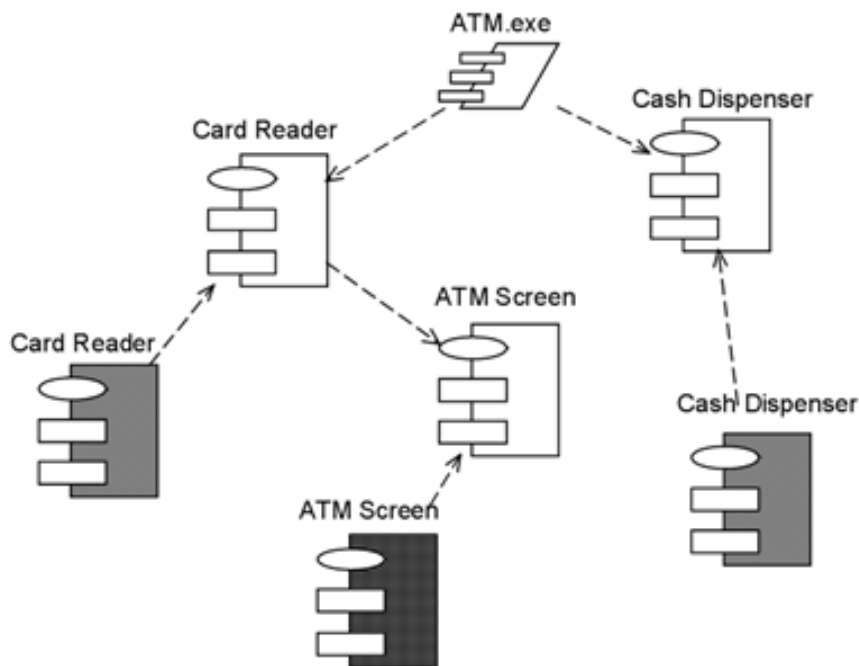 ATM.exe
Cash Dispenser
Card Reader
ATM Screen
Card Reader
Cash Dispenser
ATM Screen